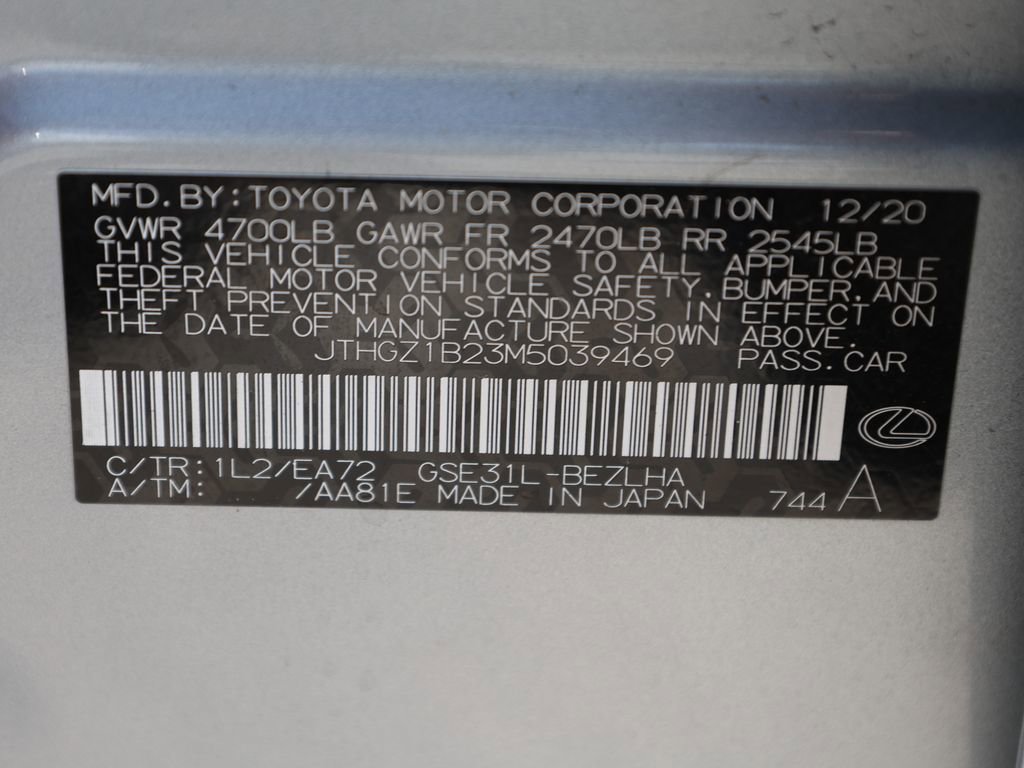 MFD. BY: TOYOTA MOTOR CORPORATION 12/20
GVWR 4700LB GAWR FR 2470LB RR 2545LB
THIS VEHICLE CONFORMS TO ALL APPLICABLE
FEDERAL MOTOR VEHICLE SAFETY, BUMPER, AND
THEFT PREVENTION STANDARDS IN EFFECT ON
THE DATE OF MANUFACTURE SHOWN ABOVE.
JTHGZ1B23M5039469 PASS. CAR
C/TR: 1L2/EA72 GSE31L-BEZLHA
A/TM: /AA81E MADE IN JAPAN 744 A